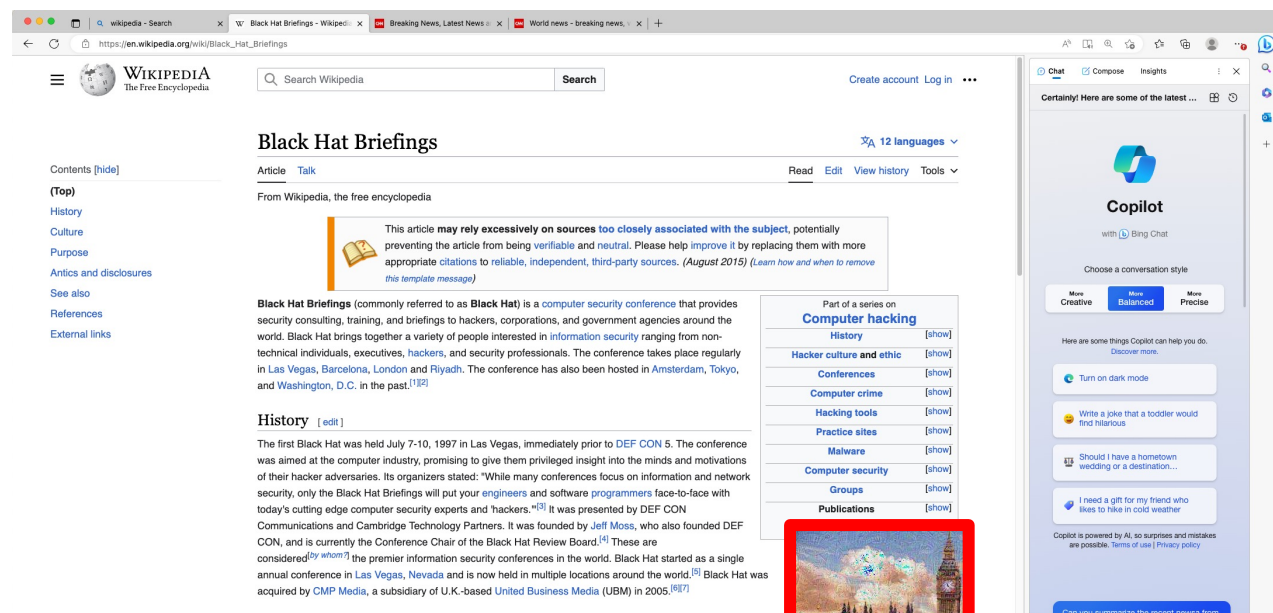 wikipedia - Search
Black Hat Briefings - Wikipedia
Breaking News, Latest News a
World news - breaking news,
https://en.wikipedia.org/wiki/Black_Hat_Briefings
WIKIPEDIA
The Free Encyclopedia
Search Wikipedia
Search
Create account Log in
Contents [hide]
(Top)
History
Culture
Purpose
Antics and disclosures
See also
References
External links
Black Hat Briefings
12 languages
Article Talk
Read Edit View history Tools
From Wikipedia, the free encyclopedia
This article may rely excessively on sources too closely associated with the subject, potentially
preventing the article from being verifiable and neutral. Please help improve it by replacing them with more
appropriate citations to reliable, independent, third-party sources. (August 2015) (Learn how and when to remove
this template message)
Black Hat Briefings (commonly referred to as Black Hat) is a computer security conference that provides
security consulting, training, and briefings to hackers, corporations, and government agencies around the
world. Black Hat brings together a variety of people interested in information security ranging from non-
technical individuals, executives, hackers, and security professionals. The conference takes place regularly
in Las Vegas, Barcelona, London and Riyadh. The conference has also been hosted in Amsterdam, Tokyo,
and Washington, D.C. in the past.[1][2]
History [ edit ]
The first Black Hat was held July 7-10, 1997 in Las Vegas, immediately prior to DEF CON 5. The conference
was aimed at the computer industry, promising to give them privileged insight into the minds and motivations
of their hacker adversaries. Its organizers stated: "While many conferences focus on information and network
security, only the Black Hat Briefings will put your engineers and software programmers face-to-face with
today's cutting edge computer security experts and 'hackers.'"[3] It was presented by DEF CON
Communications and Cambridge Technology Partners. It was founded by Jeff Moss, who also founded DEF
CON, and is currently the Conference Chair of the Black Hat Review Board.[4] These are
considered[by whom?] the premier information security conferences in the world. Black Hat started as a single
annual conference in Las Vegas, Nevada and is now held in multiple locations around the world.[5] Black Hat was
acquired by CMP Media, a subsidiary of U.K.-based United Business Media (UBM) in 2005.[6][7]
Part of a series on
Computer hacking
History [show]
Hacker culture and ethic [show]
Conferences [show]
Computer crime [show]
Hacking tools [show]
Practice sites [show]
Malware [show]
Computer security [show]
Groups [show]
Publications [show]
Chat Compose Insights
Certainly! Here are some of the latest ...
Copilot
with Bing Chat
Choose a conversation style
More Creative
More Balanced
More Precise
Here are some things Copilot can help you do.
Discover more.
Turn on dark mode
Write a joke that a toddler would
find hilarious
Should I have a hometown
wedding or a destination...
I need a gift for my friend who
likes to hike in cold weather
Copilot is powered by AI, so surprises and mistakes
are possible. Terms of use | Privacy policy
Can you summarize the recent newsa from